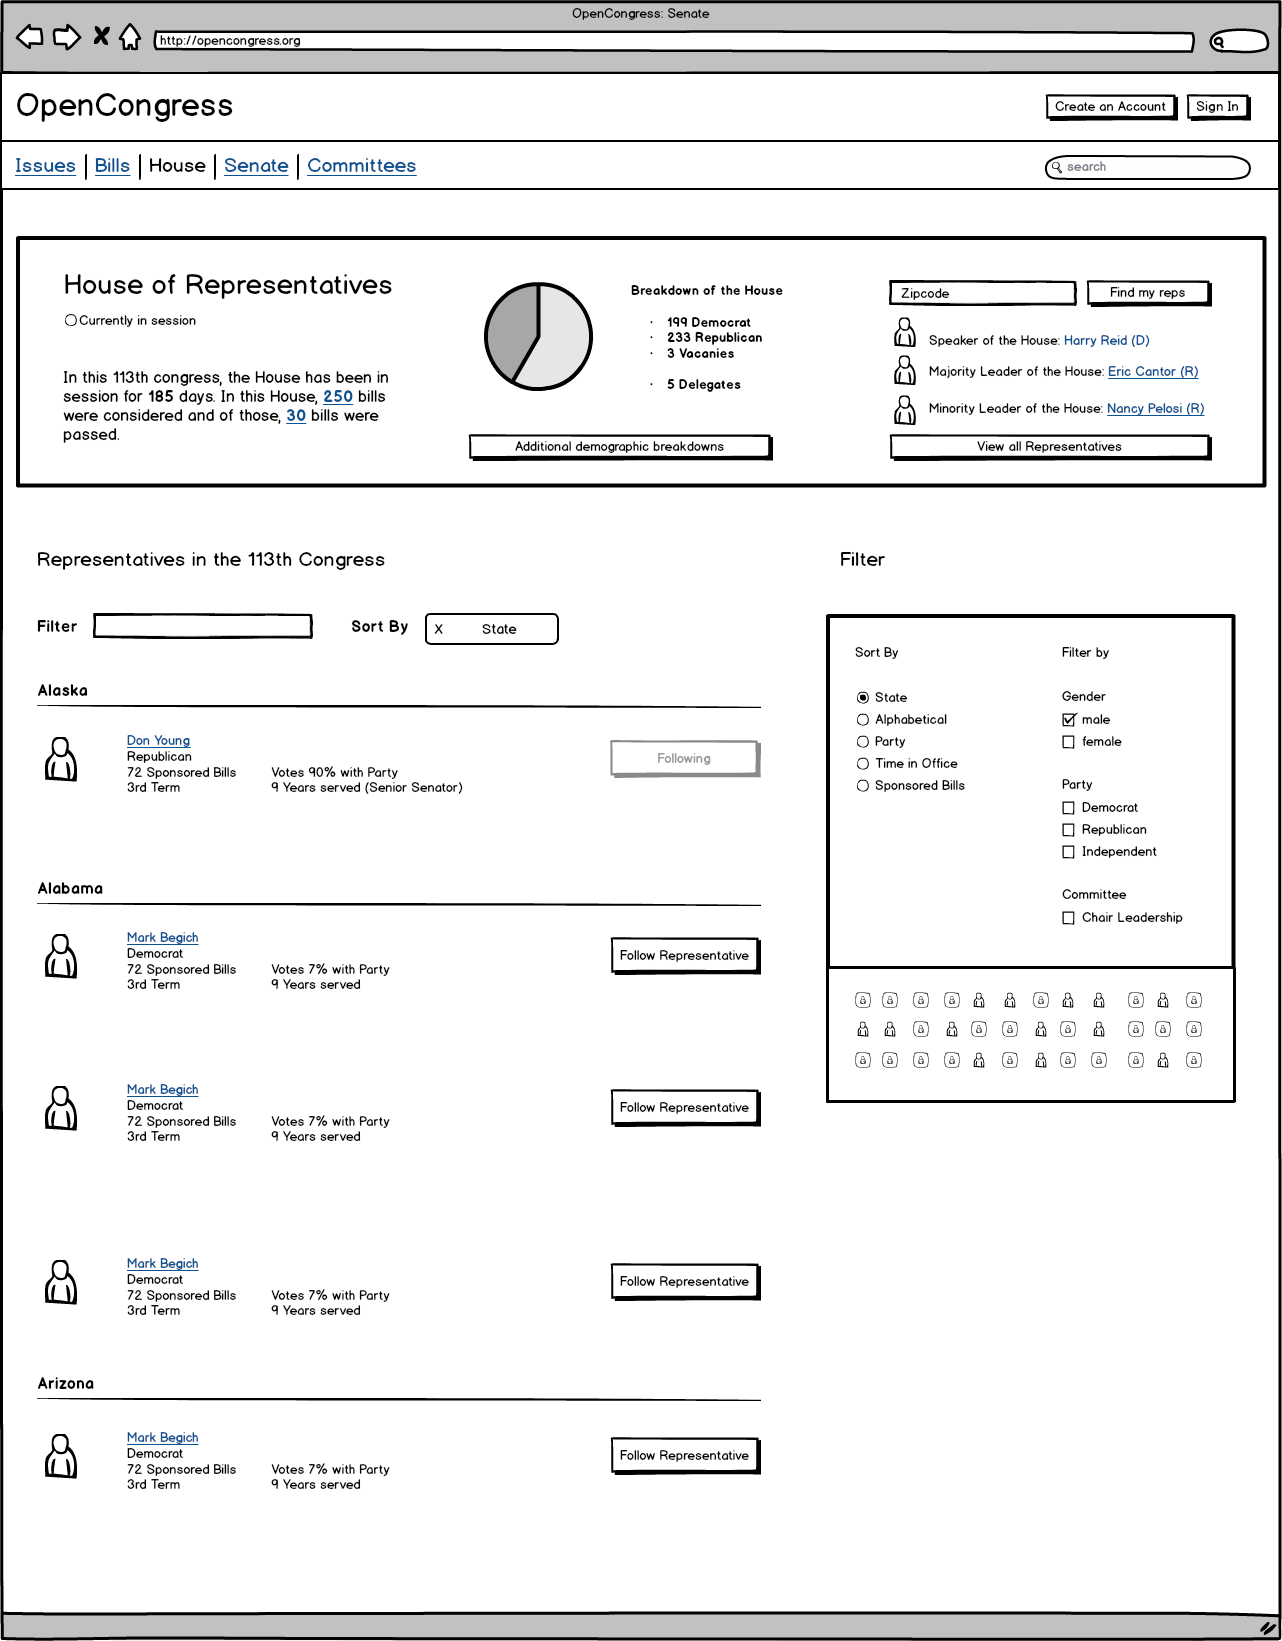 OpenCongress: Senate
http://opencongress.org
OpenCongress
Create an Account
Sign In
Issues
Bills
House
Senate
Committees
search
House of Representatives
Currently in session
In this 113th congress, the House has been in
session for 185 days. In this House, 250 bills
were considered and of those, 30 bills were
passed.
Breakdown of the House
· 199 Democrat
· 233 Republican
· 3 Vacanies
· 5 Delegates
Additional demographic breakdowns
Zipcode
Find my reps
Speaker of the House: Harry Reid (D)
Majority Leader of the House: Eric Cantor (R)
Minority Leader of the House: Nancy Pelosi (R)
View all Representatives
Representatives in the 113th Congress
Filter
Sort By
X State
Alaska
Don Young
Republican
72 Sponsored Bills Votes 90% with Party
3rd Term 9 Years served (Senior Senator)
Following
Alabama
Mark Begich
Democrat
72 Sponsored Bills Votes 7% with Party
3rd Term 9 Years served
Follow Representative
Mark Begich
Democrat
72 Sponsored Bills Votes 7% with Party
3rd Term 9 Years served
Follow Representative
Mark Begich
Democrat
72 Sponsored Bills Votes 7% with Party
3rd Term 9 Years served
Follow Representative
Arizona
Mark Begich
Democrat
72 Sponsored Bills Votes 7% with Party
3rd Term 9 Years served
Follow Representative
Filter
Sort By
State
Alphabetical
Party
Time in Office
Sponsored Bills
Filter by
Gender
male
female
Party
Democrat
Republican
Independent
Committee
Chair Leadership